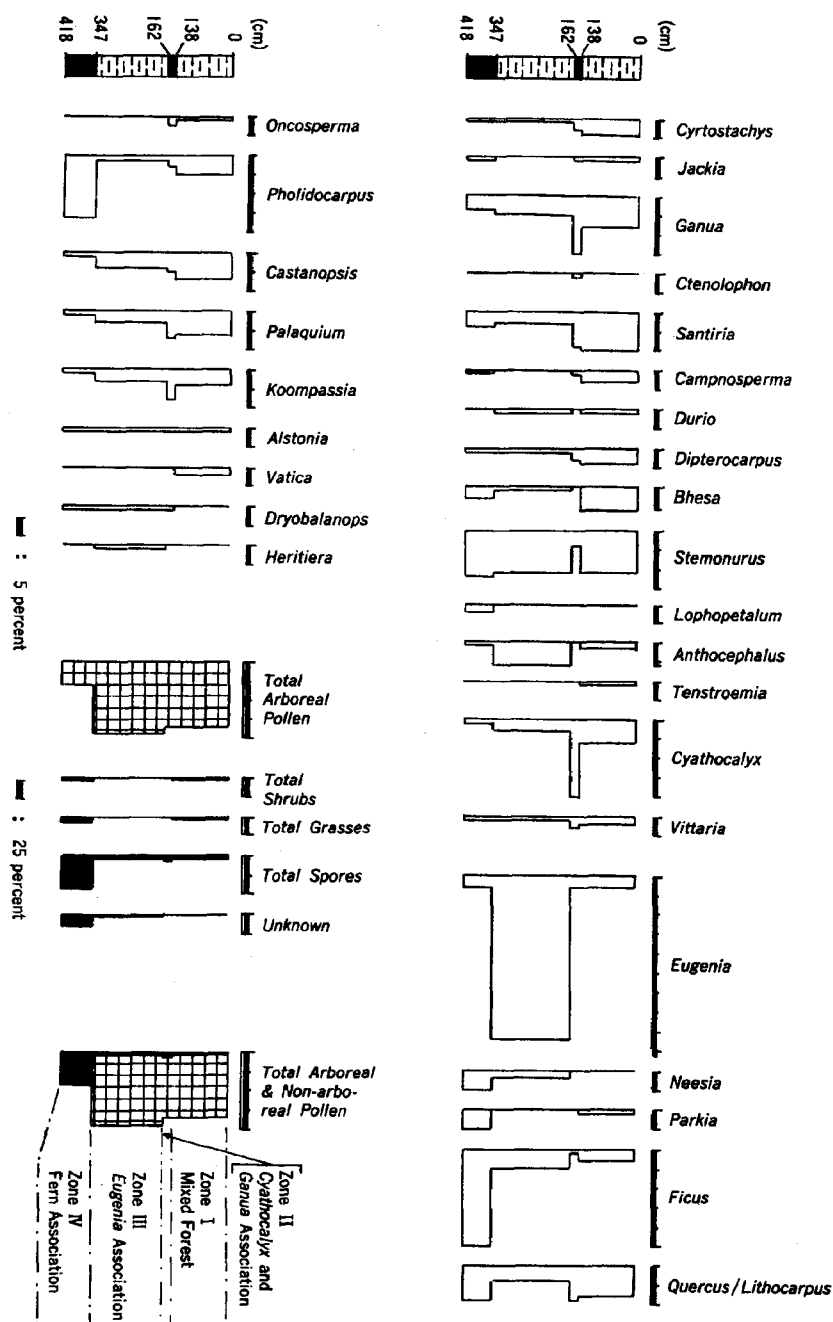 (cm)
0
138
162
347
418
Oncosperma
Pholidocarpus
Castanopsis
Palaquium
Koompassia
Alstonia
Vatica
Dryobalanops
Heritiera
: 5 percent
Total
Arboreal
Pollen
Total
Shrubs
Total Grasses
Total Spores
Unknown
: 25 percent
Total Arboreal
& Non-arbo-
real Pollen
Zone II
Cyathocalyx and
Ganua Association
Zone I
Mixed Forest
Zone III
Eugenia Association
Zone IV
Fern Association
(cm)
0
138
162
347
418
Cyrtostachys
Jackia
Ganua
Ctenolophon
Santiria
Campnosperma
Durio
Dipterocarpus
Bhesa
Stemonurus
Lophopetalum
Anthocephalus
Tenstroemia
Cyathocalyx
Vittaria
Eugenia
Neesia
Parkia
Ficus
Quercus/Lithocarpus